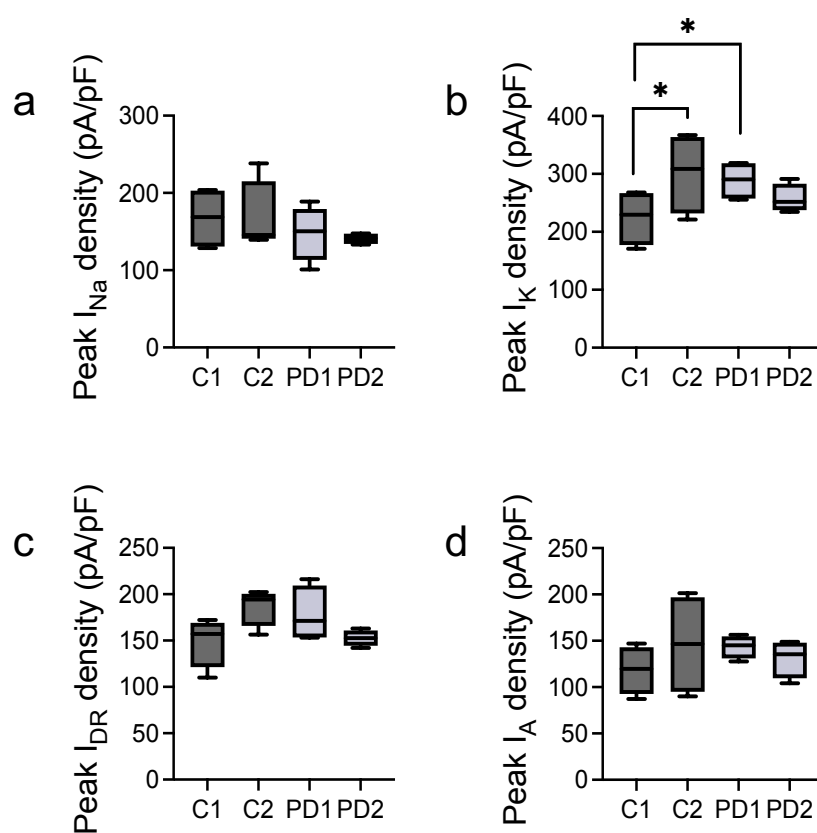 a
Peak I_Na density (pA/pF)
300
200
100
0
C1 C2 PD1 PD2
b
Peak I_K density (pA/pF)
*
*
400
300
200
100
0
C1 C2 PD1 PD2
c
Peak I_DR density (pA/pF)
250
200
150
100
50
0
C1 C2 PD1 PD2
d
Peak I_A density (pA/pF)
250
200
150
100
50
0
C1 C2 PD1 PD2